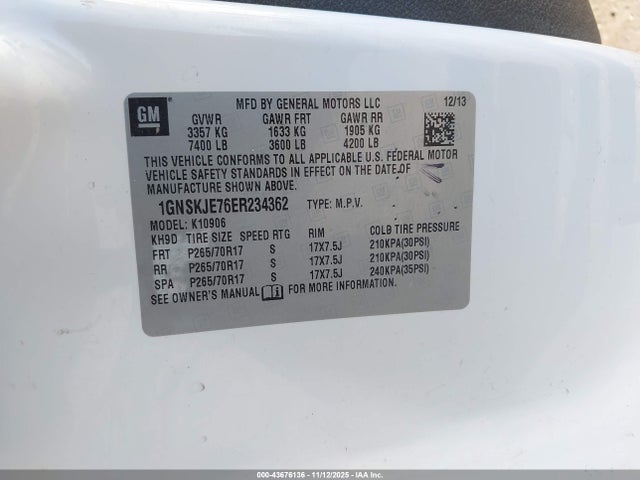 GM
MFD BY GENERAL MOTORS LLC 12/13
GVWR GAWR FRT GAWR RR
3357 KG 1633 KG 1905 KG
7400 LB 3600 LB 4200 LB
THIS VEHICLE CONFORMS TO ALL APPLICABLE U.S. FEDERAL MOTOR
VEHICLE SAFETY STANDARDS IN EFFECT ON THE DATE OF
MANUFACTURE SHOWN ABOVE.
1GNSKJE76ER234362 TYPE: M.P.V.
MODEL: K10906
KH9D TIRE SIZE SPEED RTG RIM COLD TIRE PRESSURE
FRT P265/70R17 S 17X7.5J 210KPA(30PSI)
RR P265/70R17 S 17X7.5J 210KPA(30PSI)
SPA P265/70R17 S 17X7.5J 240KPA(35PSI)
SEE OWNER'S MANUAL FOR MORE INFORMATION.
000-43676136 - 11/12/2025 - IAAI, Inc.